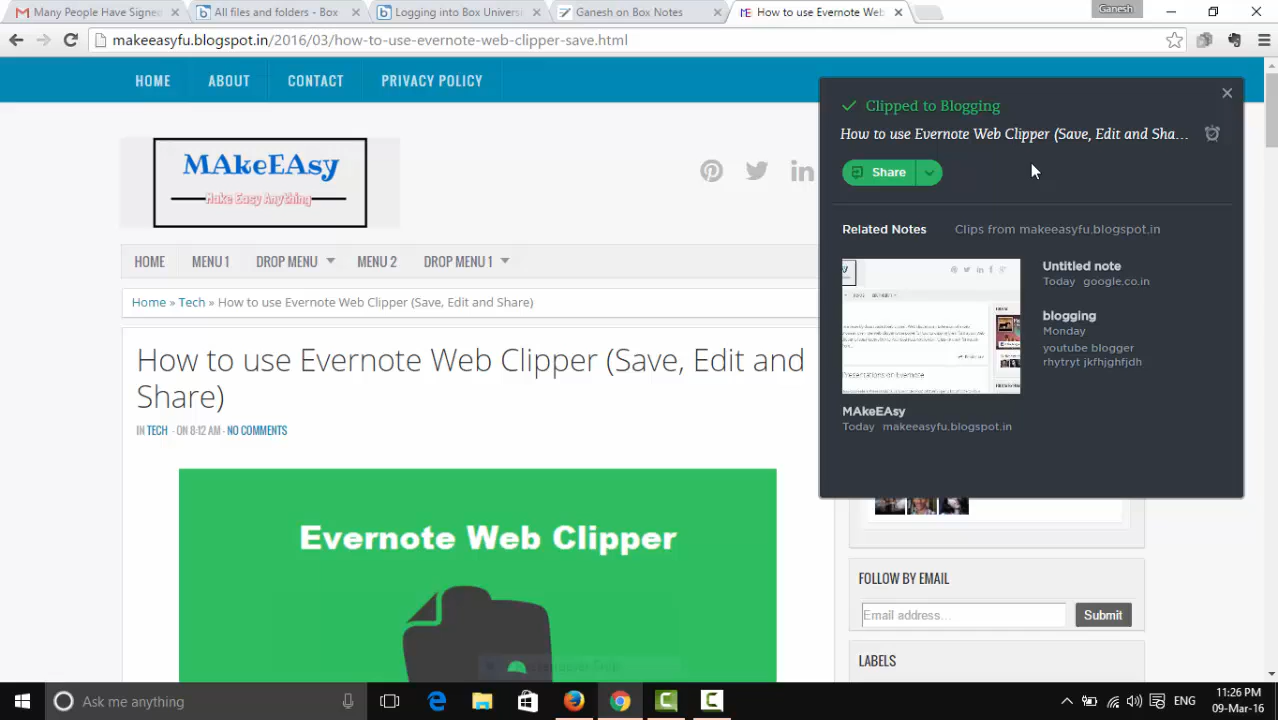 Many People Have Signed
All files and folders - Box
Logging into Box Universi
Ganesh on Box Notes
How to use Evernote Web
Ganesh
makeeasyfu.blogspot.in/2016/03/how-to-use-evernote-web-clipper-save.html
HOME
ABOUT
CONTACT
PRIVACY POLICY
MAkeEAsy
Make Easy Anything
HOME
MENU 1
DROP MENU
MENU 2
DROP MENU 1
Home » Tech » How to use Evernote Web Clipper (Save, Edit and Share)
How to use Evernote Web Clipper (Save, Edit and
Share)
IN TECH - ON 8:12 AM - NO COMMENTS
Evernote Web Clipper
Clipped to Blogging
How to use Evernote Web Clipper (Save, Edit and Sha...
Share
Related Notes
Clips from makeeasyfu.blogspot.in
MAkeEAsy
Today makeeasyfu.blogspot.in
Untitled note
Today google.co.in
blogging
Monday
youtube blogger
rhytryt jkfhjghfjdh
FOLLOW BY EMAIL
Email address...
Submit
LABELS
Ask me anything
ENG
11:26 PM
09-Mar-16